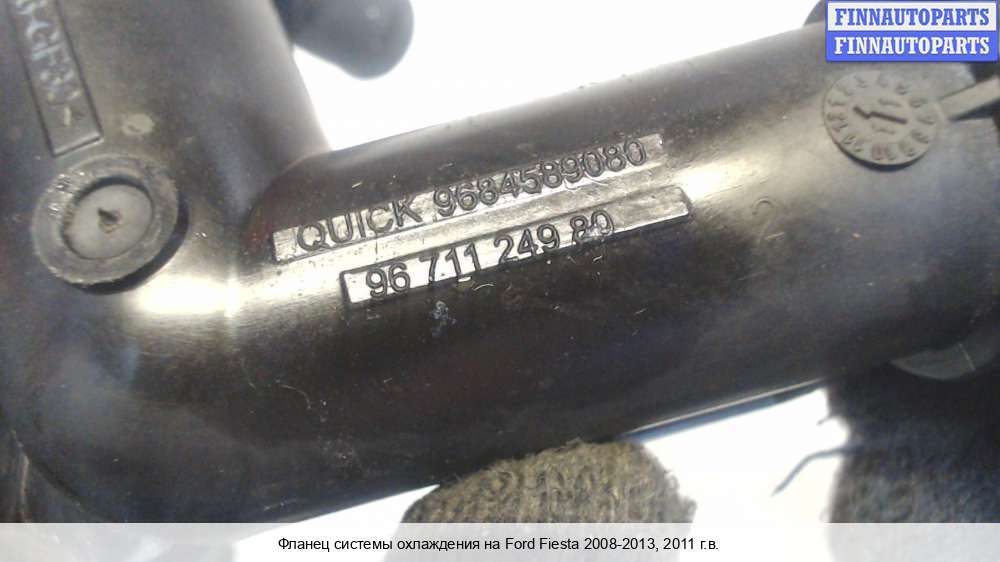 FINNAUTOPARTS
FINNAUTOPARTS
QUICK 9684589080
96 711 249 80
Фланец системы охлаждения на Ford Fiesta 2008-2013, 2011 г.в.